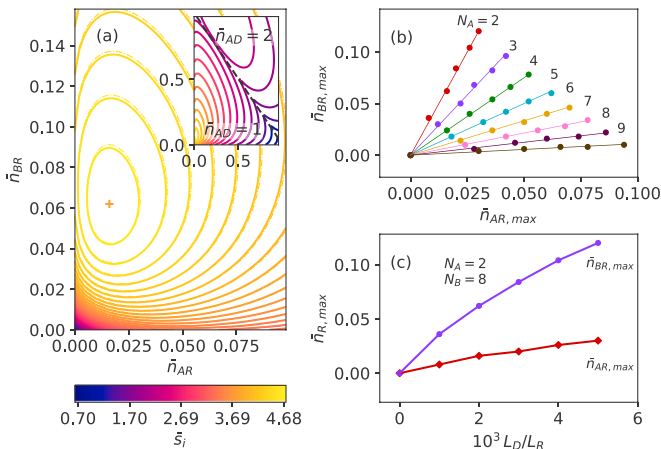 (a)
n̄_BR
0.14
0.12
0.10
0.08
0.06
0.04
0.02
0.00
0.000 0.025 0.050 0.075
n̄_AR
n̄_AD = 2
n̄_AD = 1
0.5
0.0
0.0 0.5
0.70 1.70 2.69 3.69 4.68
s̄_i
(b)
N_A = 2
3
4
5
6
7
8
9
n̄_BR,max
0.10
0.05
0.00
0.000 0.025 0.050 0.075 0.100
n̄_AR,max
(c)
N_A = 2
N_B = 8
n̄_BR,max
n̄_AR,max
n̄_R,max
0.10
0.05
0.00
0 2 4 6
10³ L_D/L_R